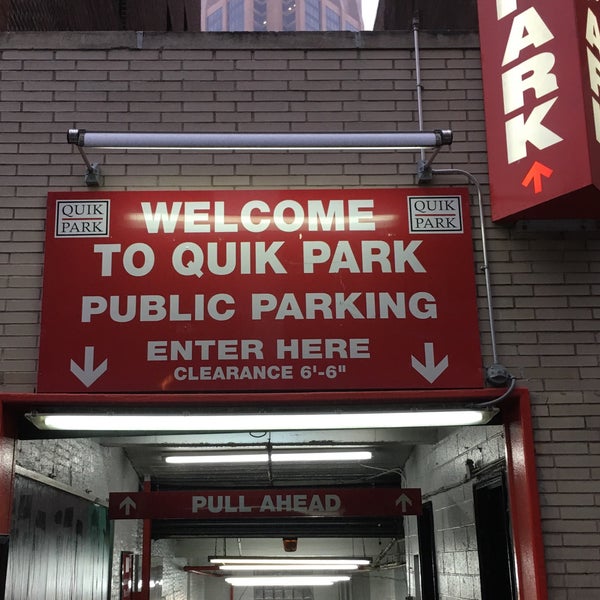 QUIK
PARK
WELCOME
TO QUIK PARK
PUBLIC PARKING
ENTER HERE
CLEARANCE 6'-6"
QUIK
PARK
PULL AHEAD
PARK